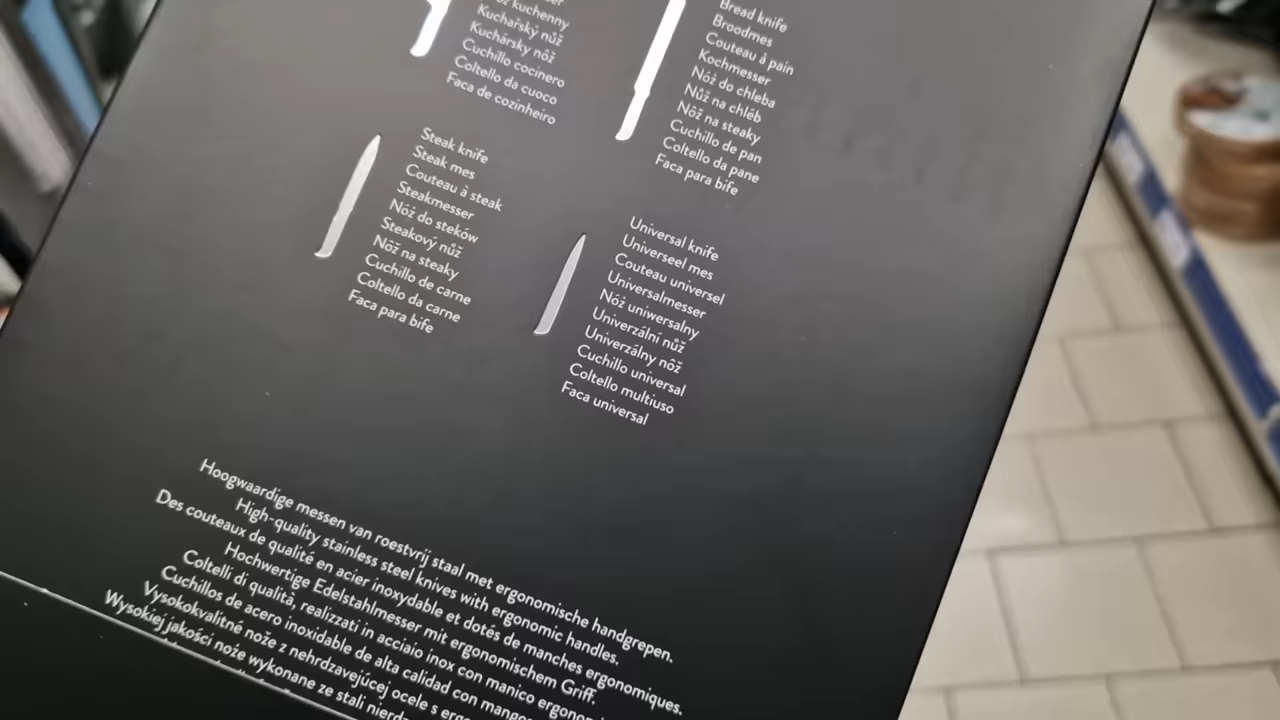 kuchenny
Kuchařský nůž
Kuchársky nôž
Cuchillo cocinero
Coltello da cuoco
Faca de cozinheiro
Bread knife
Broodmes
Couteau à pain
Kochmesser
Nóż do chleba
Nůž na chléb
Nôž na steaky
Cuchillo de pan
Coltello da pane
Faca para bife
Steak knife
Steak mes
Couteau à steak
Steakmesser
Nóż do steków
Steakový nůž
Nôž na steaky
Cuchillo de carne
Coltello da carne
Faca para bife
Universal knife
Universeel mes
Couteau universel
Universalmesser
Nóż uniwersalny
Univerzální nůž
Univerzálny nôž
Cuchillo universal
Coltello multiuso
Faca universal
Hoogwaardige messen van roestvrij staal met ergonomische handgrepen.
High-quality stainless steel knives with ergonomic handles.
Des couteaux de qualité en acier inoxydable et dotés de manches ergonomiques.
Hochwertige Edelstahlmesser mit ergonomischem Griff.
Coltelli di qualità, realizzati in acciaio inox con manico
Cuchillos de acero inoxidable de alta calidad con
Vysokokvalitné nože z nehrdzavejúcej ocele s
Wysokiej jakości noże wykonane ze stali